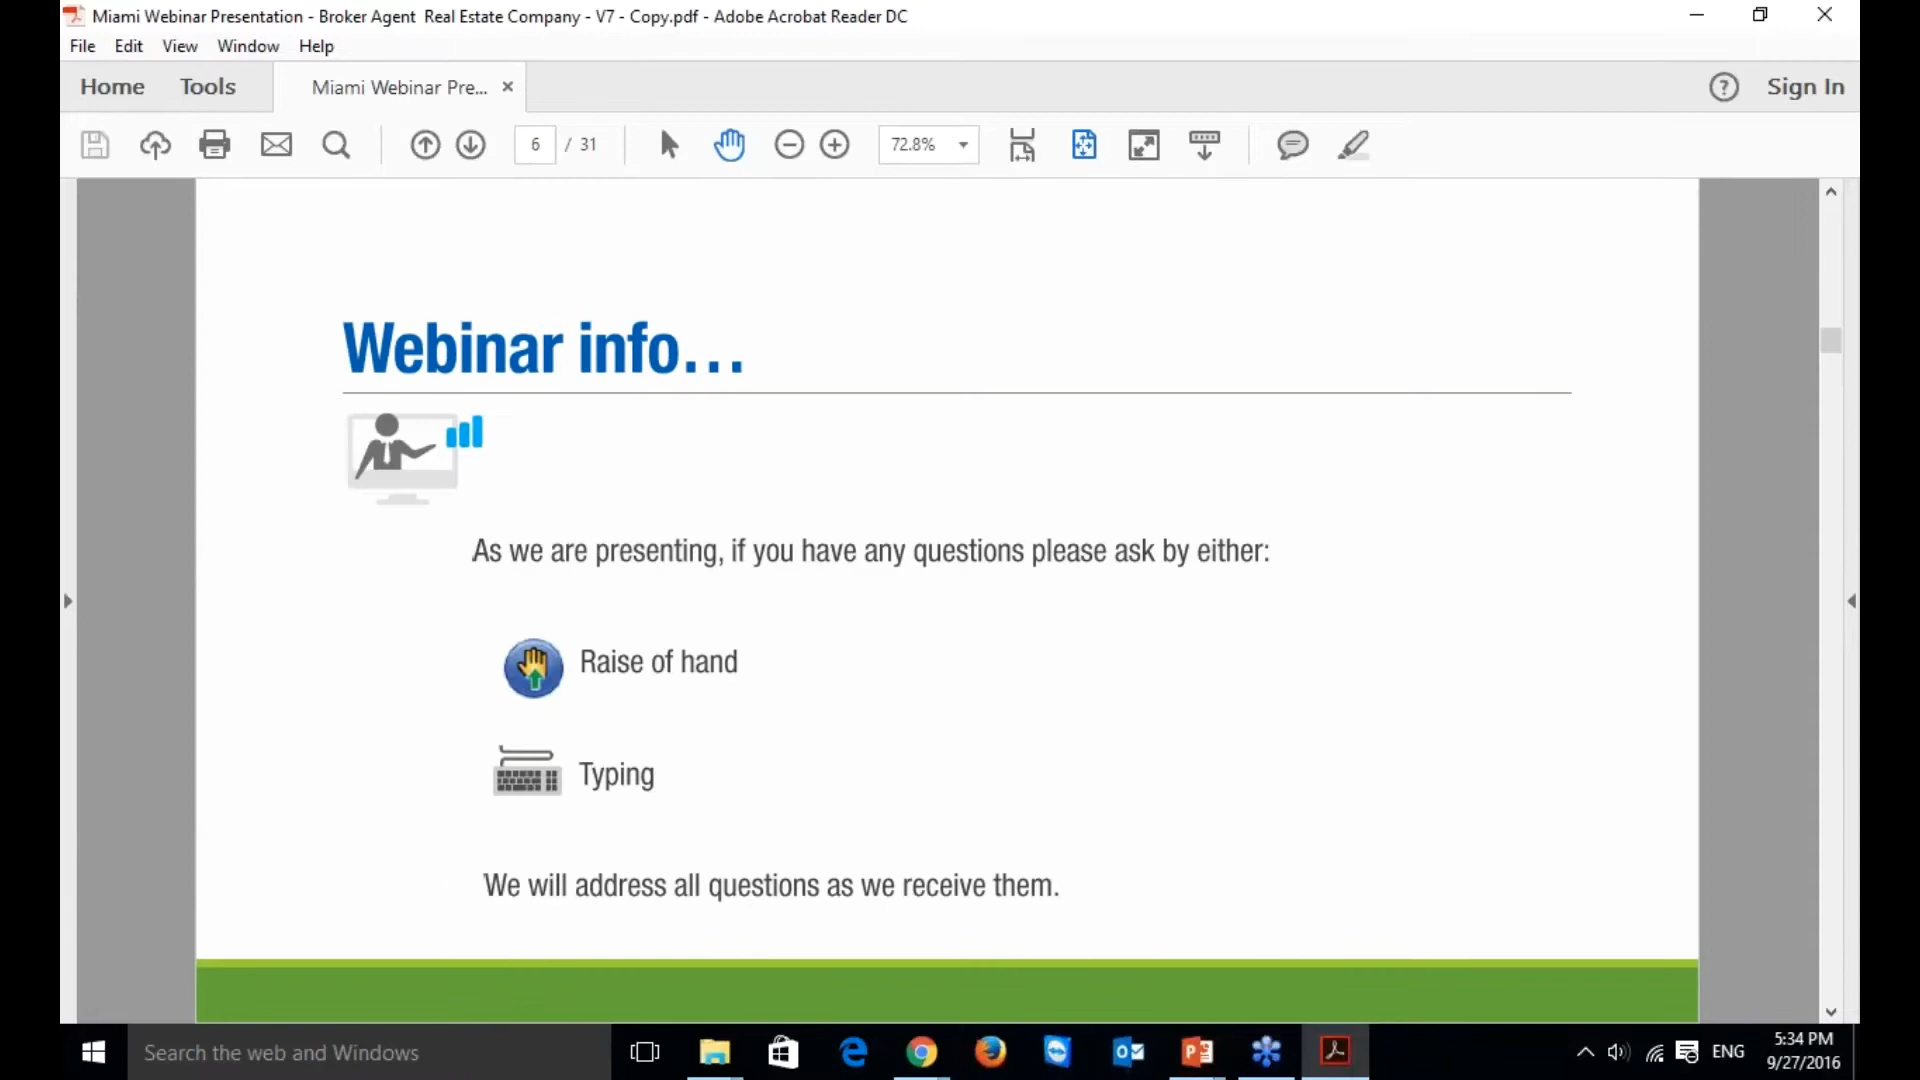 Miami Webinar Presentation - Broker Agent  Real Estate Company - V7 - Copy.pdf - Adobe Acrobat Reader DC
File Edit View Window Help
Home Tools Miami Webinar Pre... Sign In
6 / 31 72.8%
Webinar info...
As we are presenting, if you have any questions please ask by either:
Raise of hand
Typing
We will address all questions as we receive them.
Search the web and Windows
ENG
5:34 PM
9/27/2016